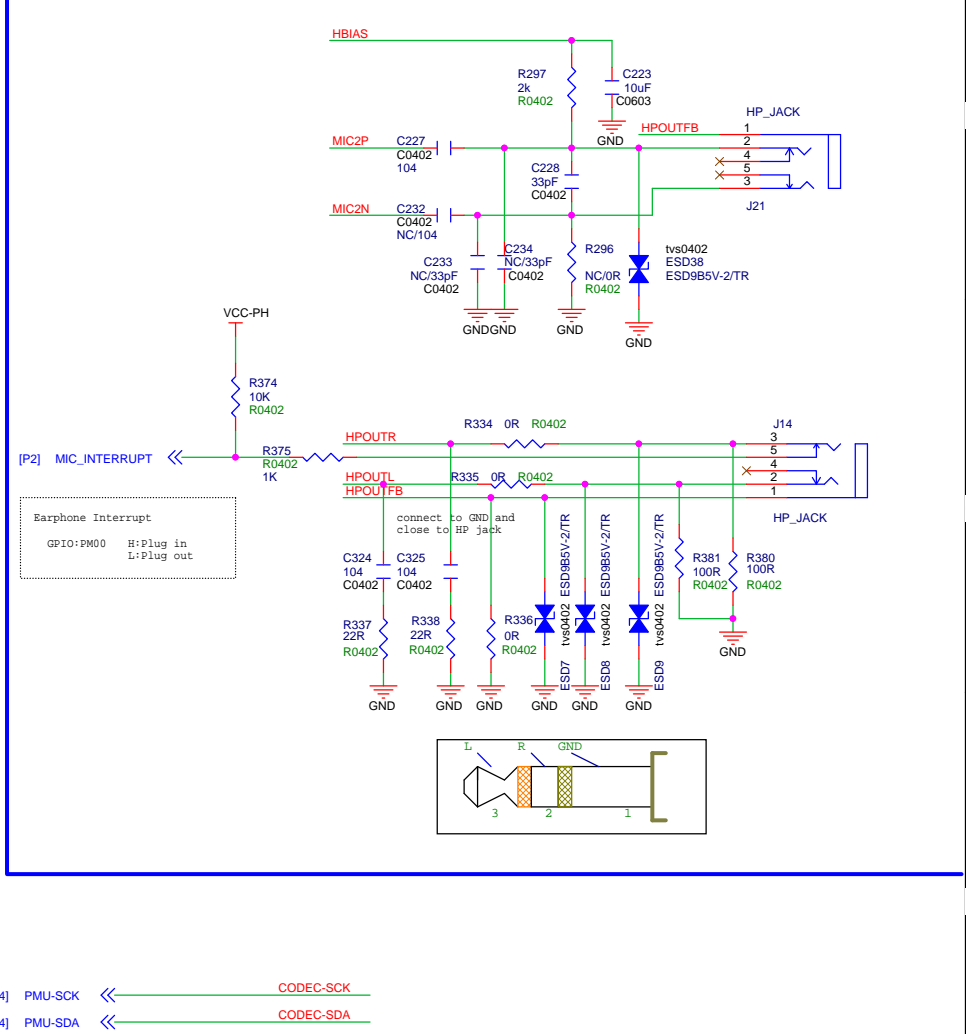 HBIAS
R297
2k
R0402
C223
10uF
C0603
GND
HP_JACK
HPOUTFB
1
2
4
5
3
J21
MIC2P
C227
C0402
104
C228
33pF
C0402
MIC2N
C232
C0402
NC/104
C233
NC/33pF
C0402
C234
NC/33pF
C0402
R296
NC/0R
R0402
tvs0402
ESD38
ESD9B5V-2/TR
GND
GND
GND
GND
VCC-PH
R374
10K
R0402
[P2] MIC_INTERRUPT
R375
R0402
1K
HPOUTR
R334 0R R0402
HPOUTL
R335 0R R0402
HPOUTFB
J14
3
5
4
2
1
HP_JACK
Earphone Interrupt
GPIO:PM00 H:Plug in
L:Plug out
connect to GND and
close to HP jack
C324
104
C0402
C325
104
C0402
R337
22R
R0402
R338
22R
R0402
R336
0R
R0402
ESD7 tvs0402 ESD9B5V-2/TR
ESD8 tvs0402 ESD9B5V-2/TR
ESD9 tvs0402 ESD9B5V-2/TR
R381
100R
R0402
R380
100R
R0402
GND
GND
GND
GND
GND
GND
GND
L R GND
3 2 1
4] PMU-SCK CODEC-SCK
4] PMU-SDA CODEC-SDA